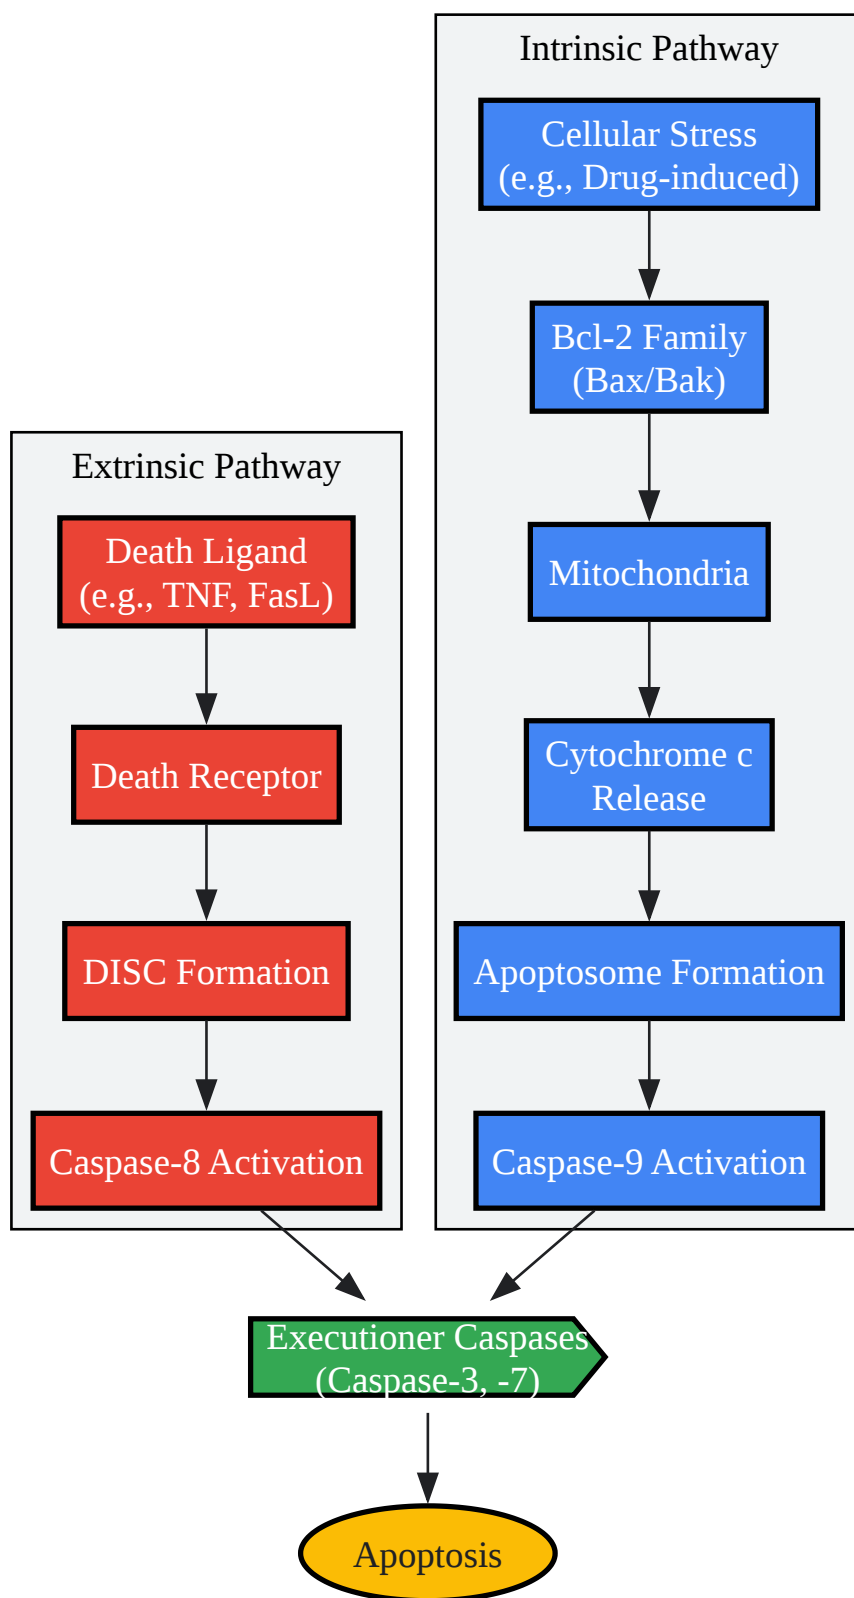 Intrinsic Pathway
Cellular Stress
(e.g., Drug-induced)
Bcl-2 Family
(Bax/Bak)
Mitochondria
Cytochrome c
Release
Apoptosome Formation
Caspase-9 Activation
Extrinsic Pathway
Death Ligand
(e.g., TNF, FasL)
Death Receptor
DISC Formation
Caspase-8 Activation
Executioner Caspases
(Caspase-3, -7)
Apoptosis